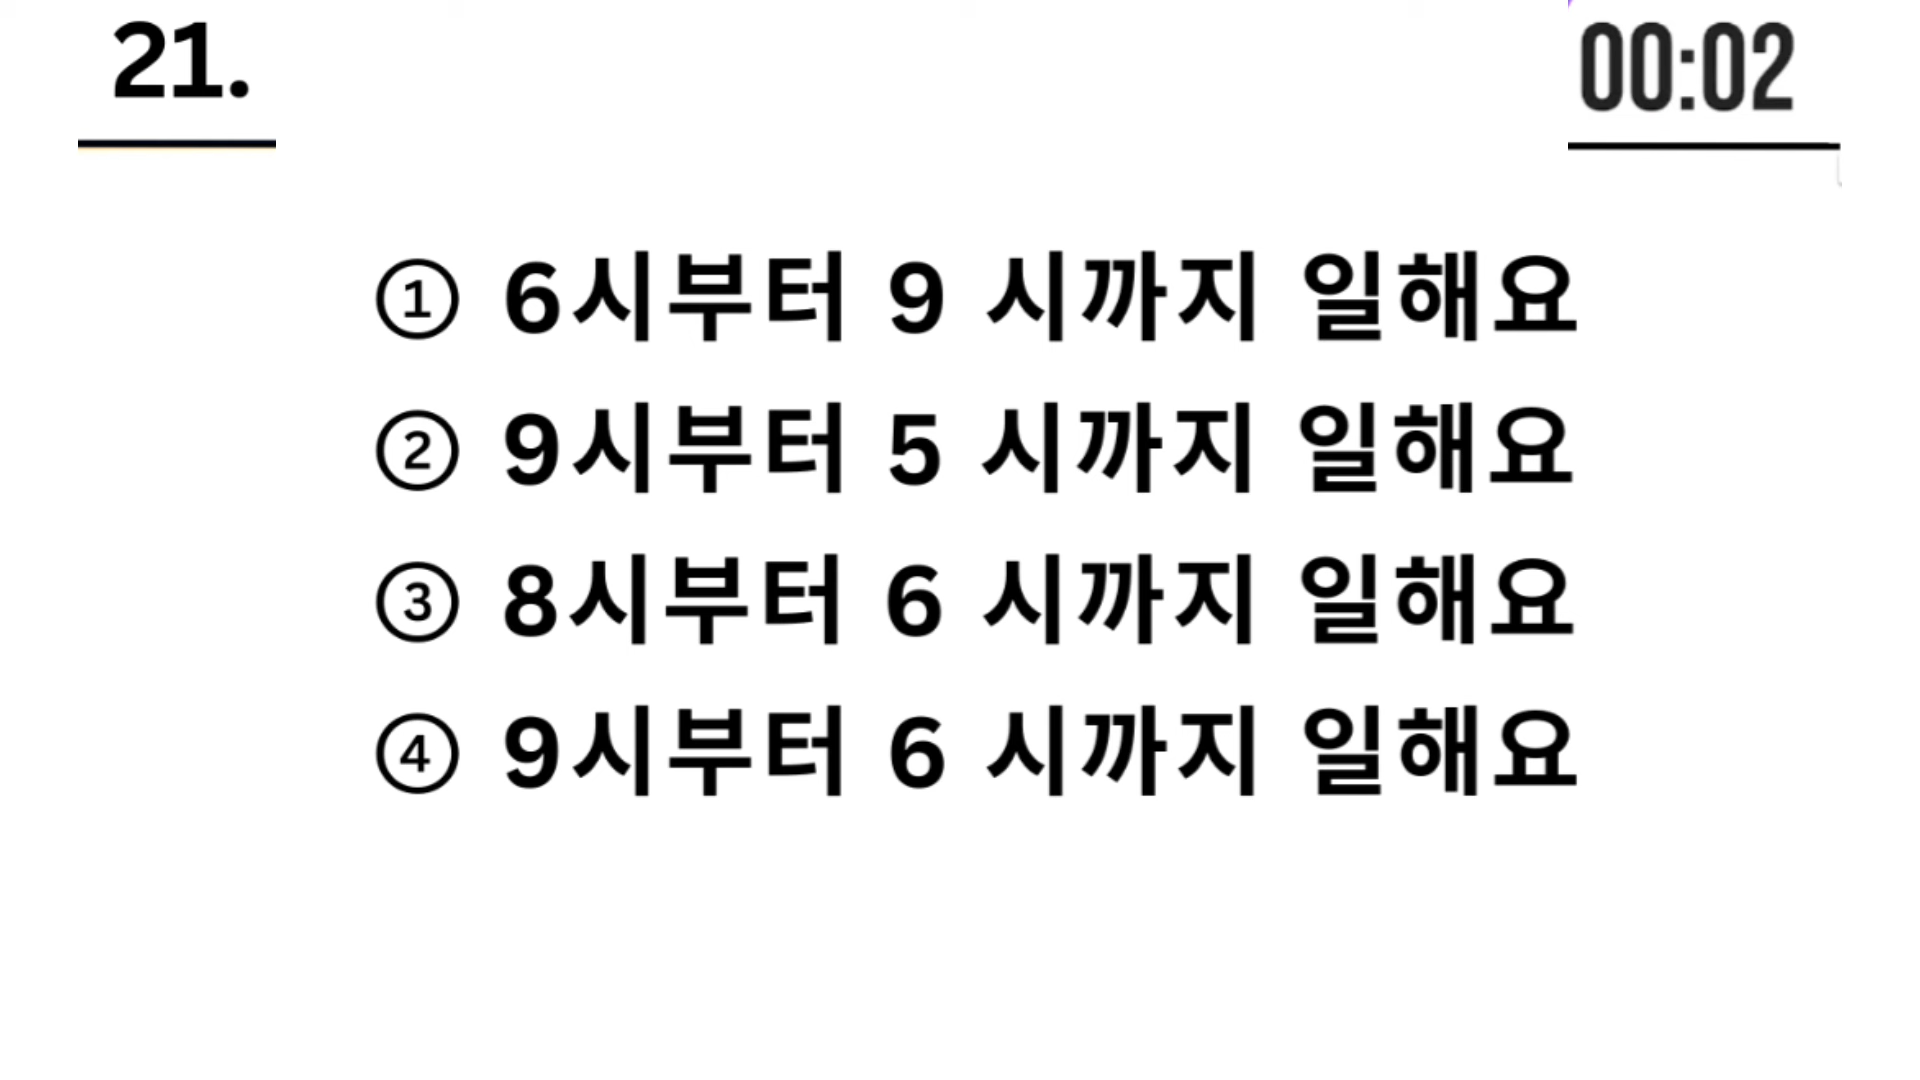 21.
00:02
① 6시부터 9 시까지 일해요
② 9시부터 5 시까지 일해요
③ 8시부터 6 시까지 일해요
④ 9시부터 6 시까지 일해요